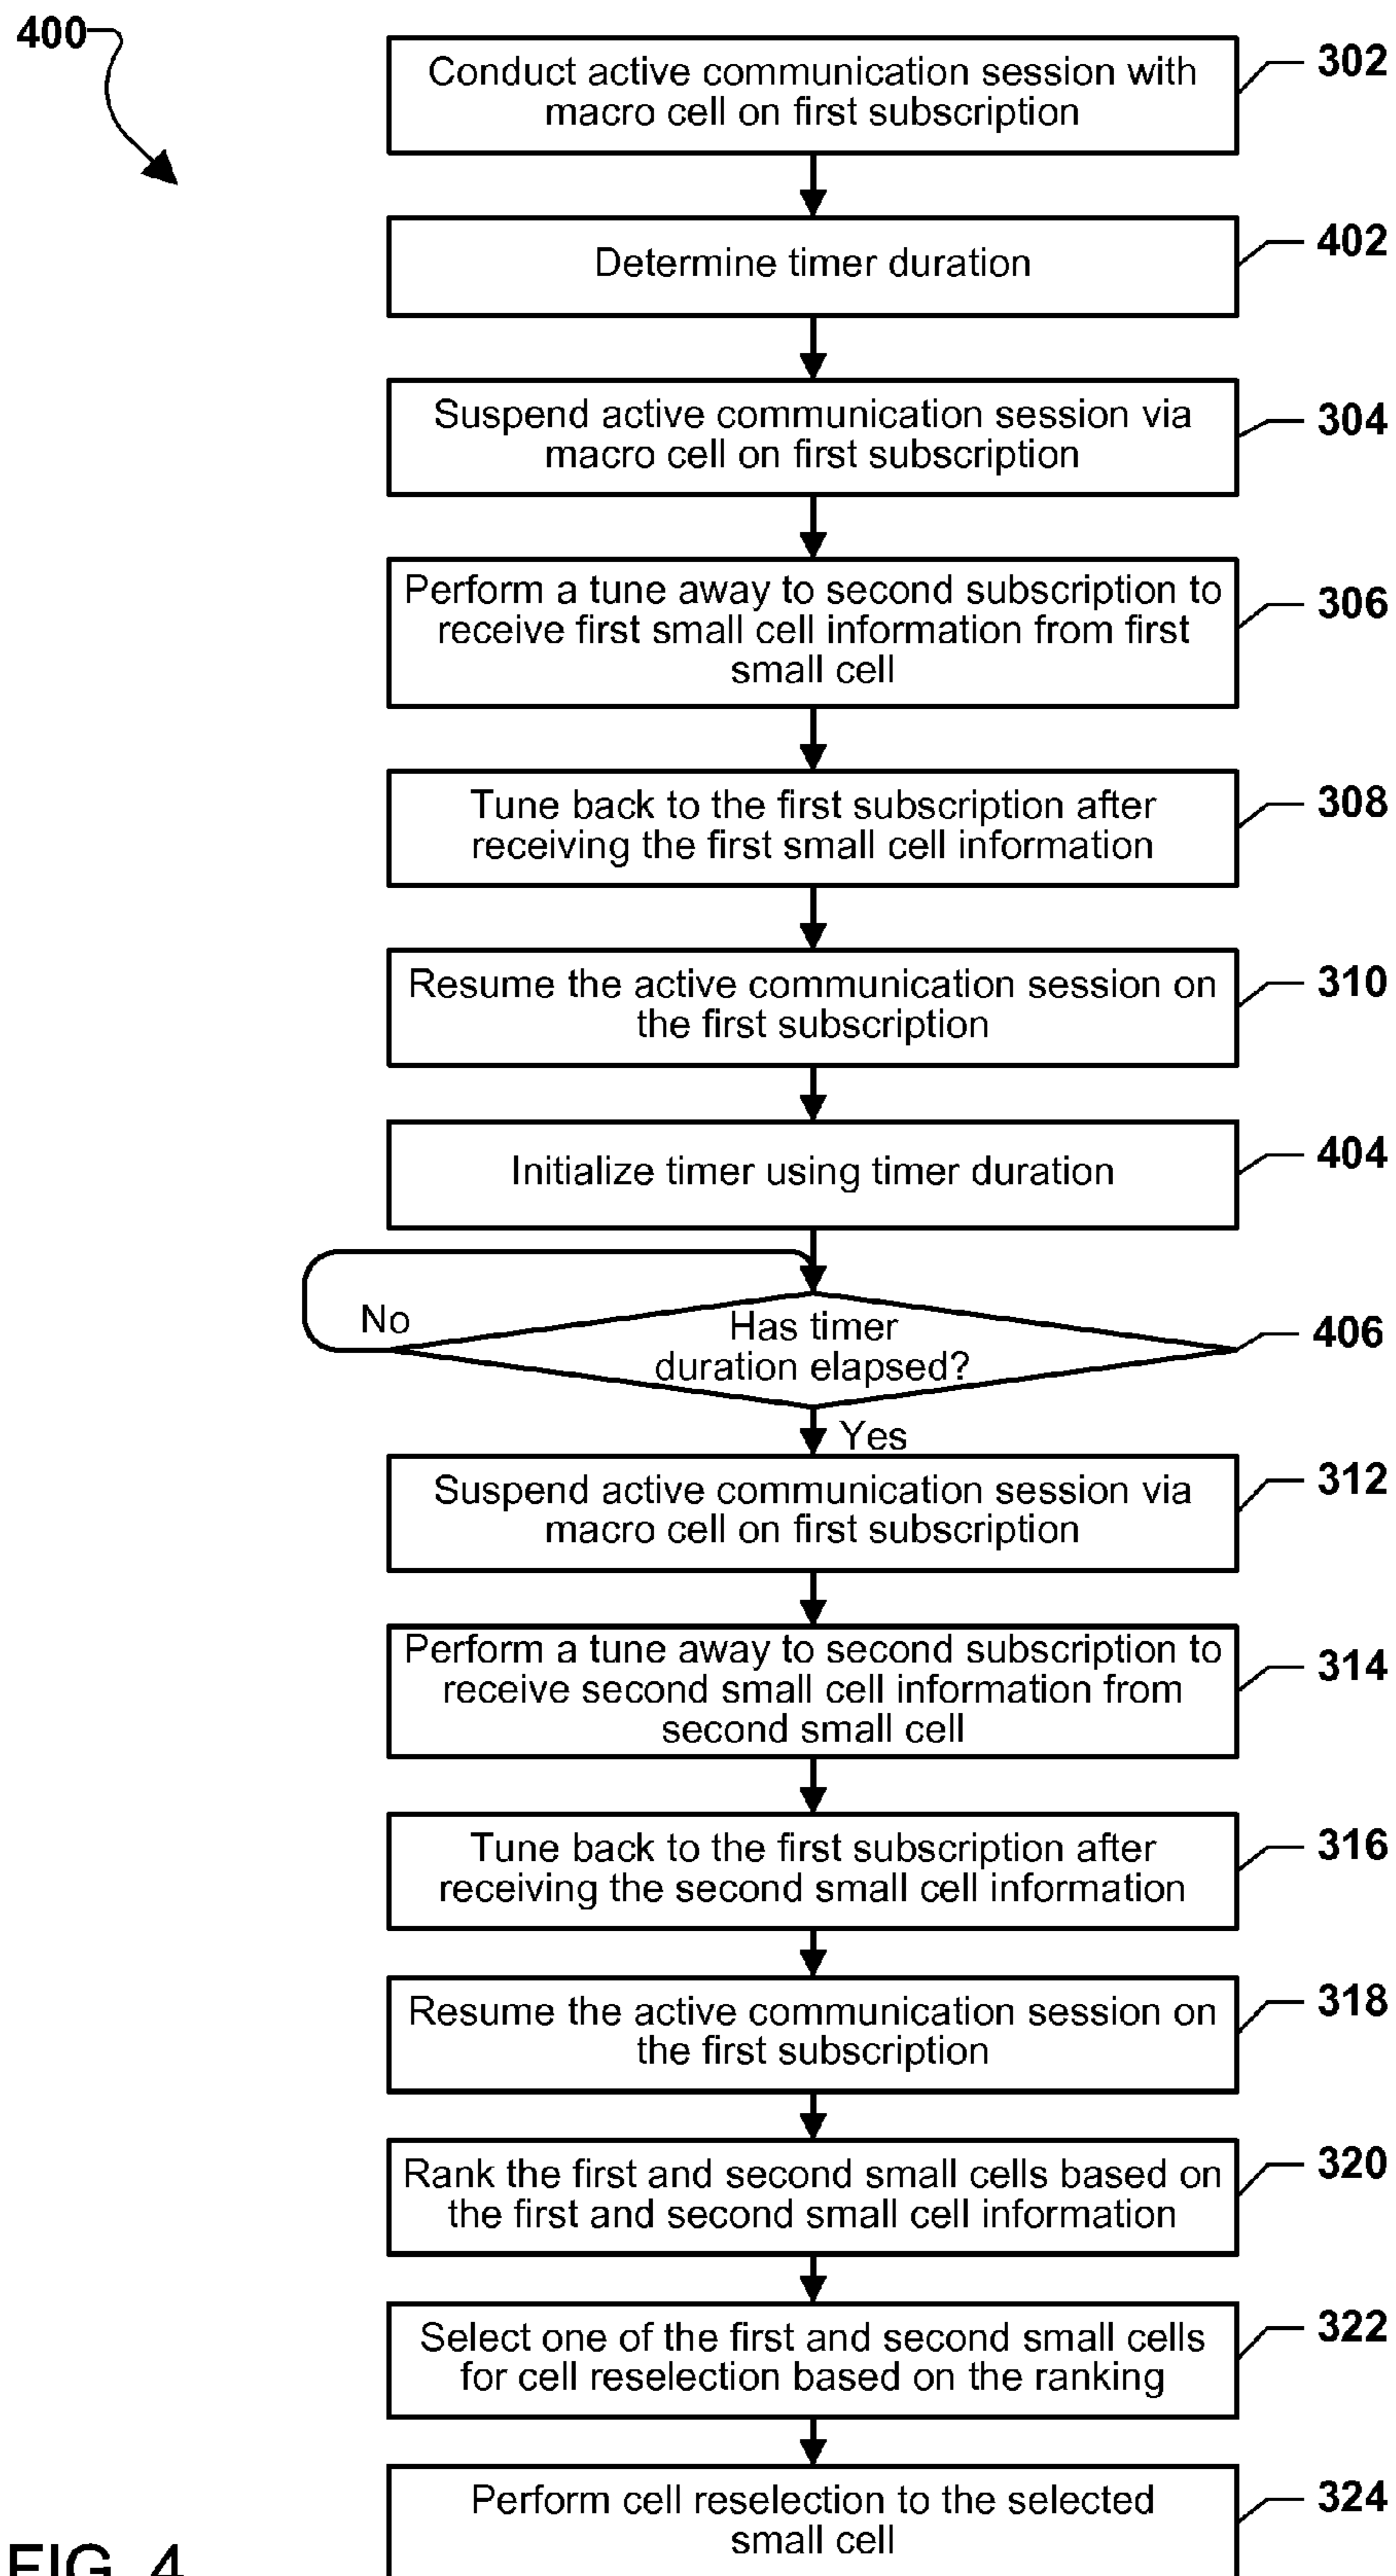 400
Conduct active communication session with
macro cell on first subscription
302
Determine timer duration
402
Suspend active communication session via
macro cell on first subscription
304
Perform a tune away to second subscription to
receive first small cell information from first
small cell
306
Tune back to the first subscription after
receiving the first small cell information
308
Resume the active communication session on
the first subscription
310
Initialize timer using timer duration
404
No
Has timer
duration elapsed?
406
Yes
Suspend active communication session via
macro cell on first subscription
312
Perform a tune away to second subscription to
receive second small cell information from
second small cell
314
Tune back to the first subscription after
receiving the second small cell information
316
Resume the active communication session on
the first subscription
318
Rank the first and second small cells based on
the first and second small cell information
320
Select one of the first and second small cells
for cell reselection based on the ranking
322
Perform cell reselection to the selected
small cell
324
FIG. 4